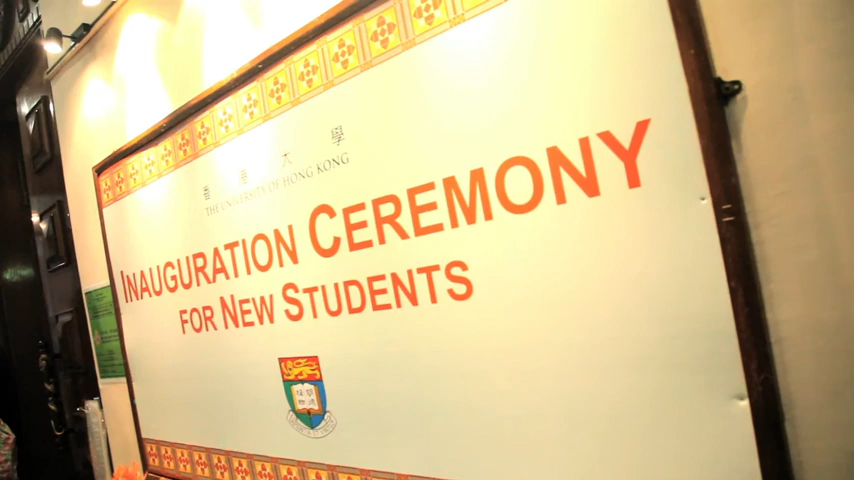 香港大學
THE UNIVERSITY OF HONG KONG
INAUGURATION CEREMONY
FOR NEW STUDENTS